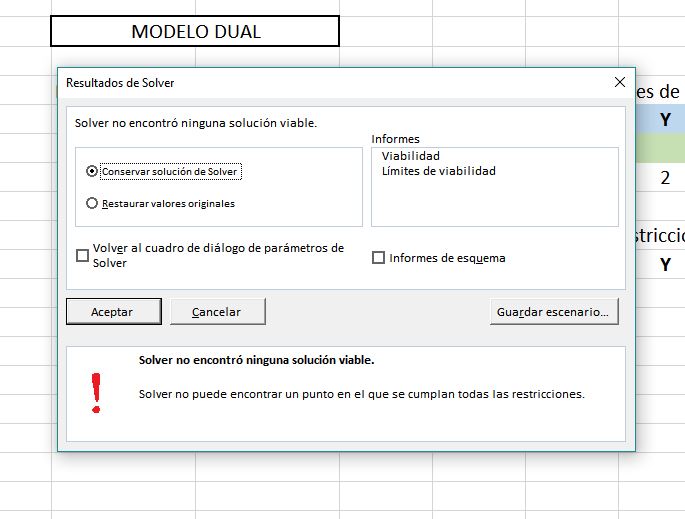 MODELO DUAL
Resultados de Solver
es de
Y
Solver no encontró ninguna solución viable.
Informes
Viabilidad
Límites de viabilidad
Conservar solución de Solver
Restaurar valores originales
2
Volver al cuadro de diálogo de parámetros de
Solver
Informes de esquema
striccio
Y
Aceptar
Cancelar
Guardar escenario...
Solver no encontró ninguna solución viable.
Solver no puede encontrar un punto en el que se cumplan todas las restricciones.